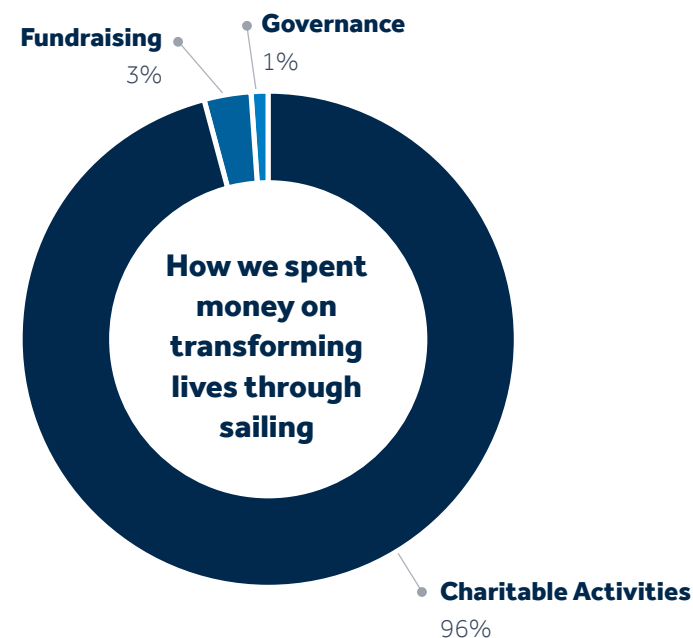 Governance
1%
Fundraising
3%
How we spent
money on
transforming
lives through
sailing
Charitable Activities
96%